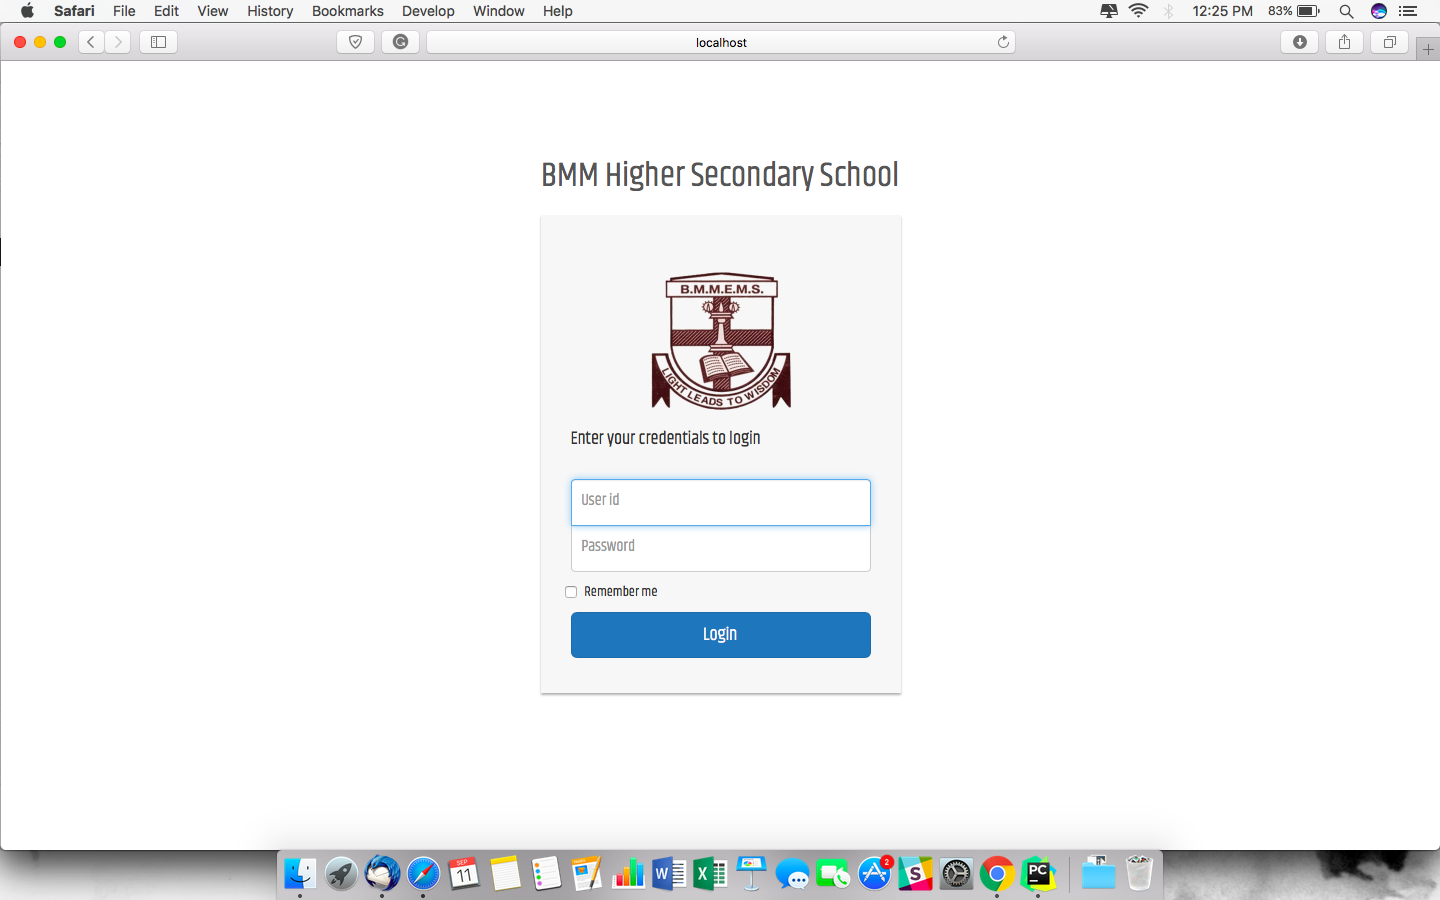 Safari File Edit View History Bookmarks Develop Window Help 12:25 PM 83%
localhost
BMM Higher Secondary School
B.M.M.E.M.S.
LIGHT LEADS TO WISDOM
Enter your credentials to login
User id
Password
Remember me
Login
SEP
11
W
X
2
S
PC